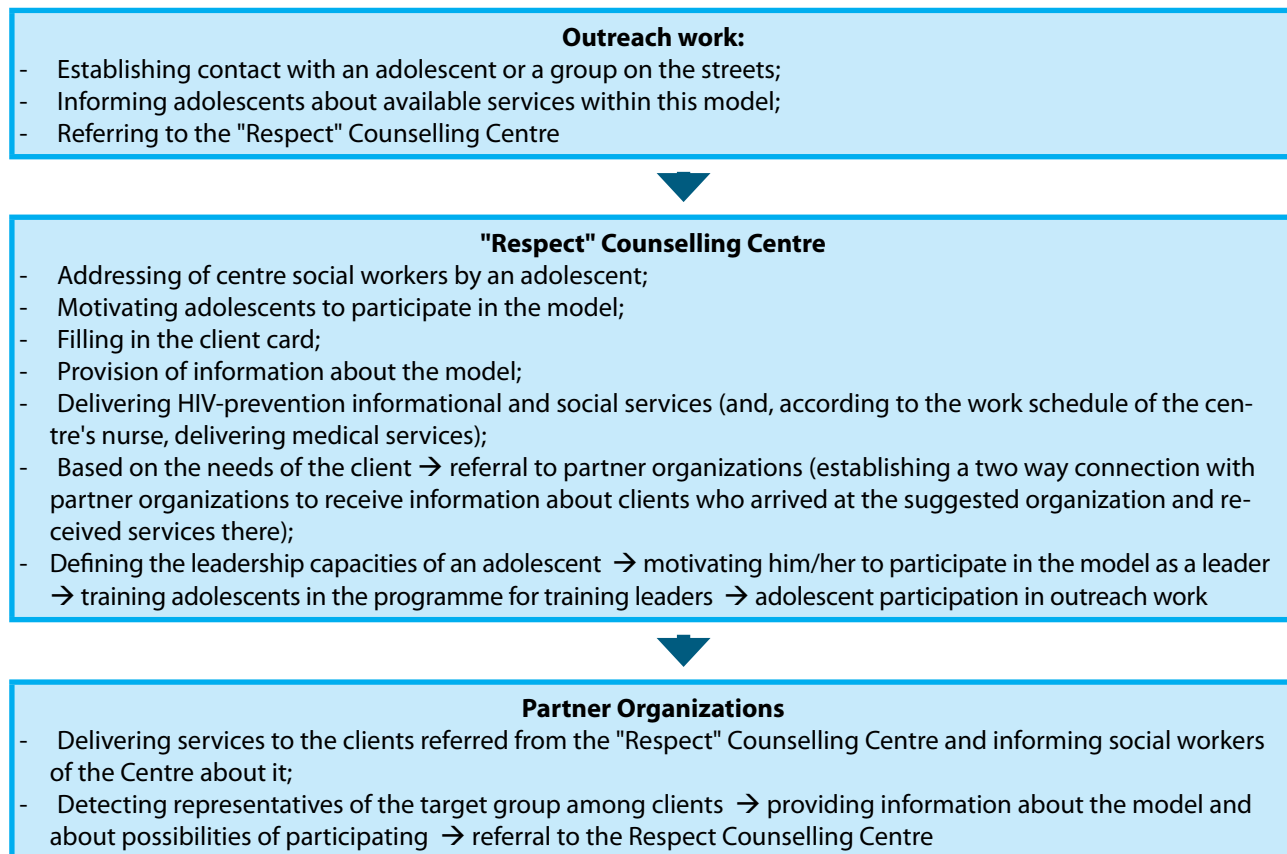 Outreach work:
- Establishing contact with an adolescent or a group on the streets;
- Informing adolescents about available services within this model;
- Referring to the "Respect" Counselling Centre
"Respect" Counselling Centre
- Addressing of centre social workers by an adolescent;
- Motivating adolescents to participate in the model;
- Filling in the client card;
- Provision of information about the model;
- Delivering HIV-prevention informational and social services (and, according to the work schedule of the cen-
tre's nurse, delivering medical services);
- Based on the needs of the client → referral to partner organizations (establishing a two way connection with
partner organizations to receive information about clients who arrived at the suggested organization and re-
ceived services there);
- Defining the leadership capacities of an adolescent → motivating him/her to participate in the model as a leader
→ training adolescents in the programme for training leaders → adolescent participation in outreach work
Partner Organizations
- Delivering services to the clients referred from the "Respect" Counselling Centre and informing social workers
of the Centre about it;
- Detecting representatives of the target group among clients → providing information about the model and
about possibilities of participating → referral to the Respect Counselling Centre